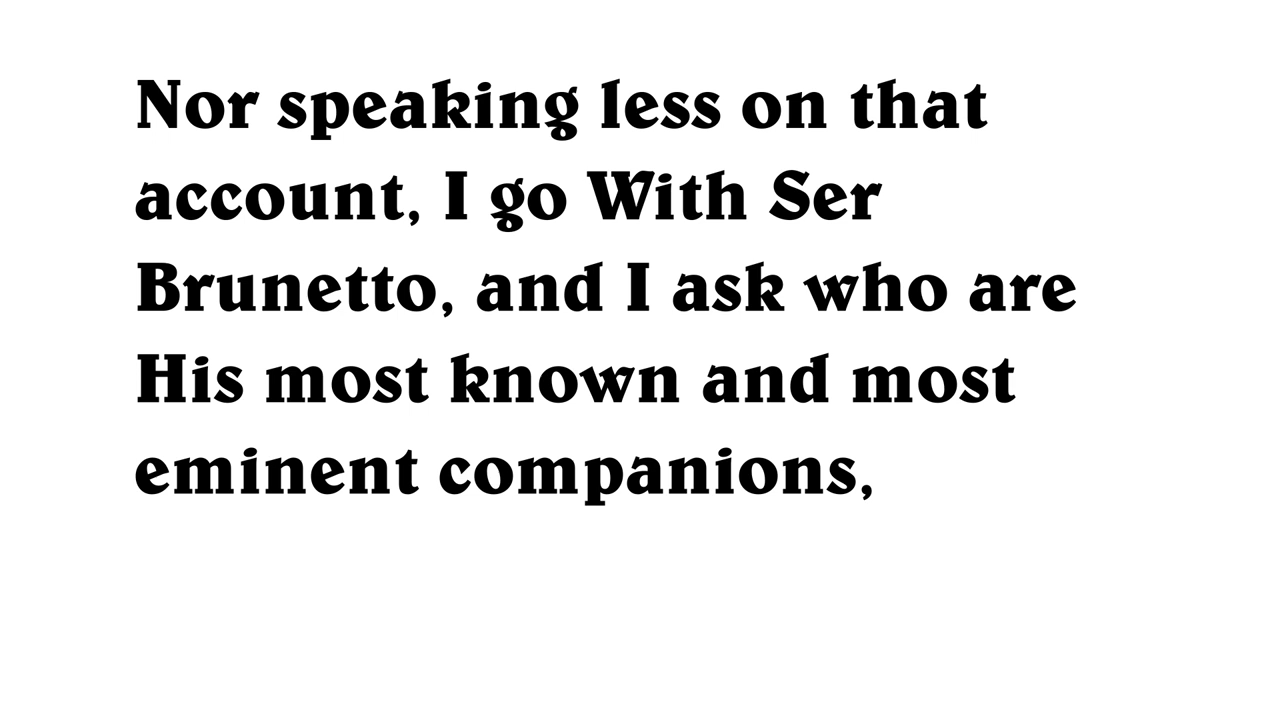 Nor speaking less on that
account, I go With Ser
Brunetto, and I ask who are
His most known and most
eminent companions,